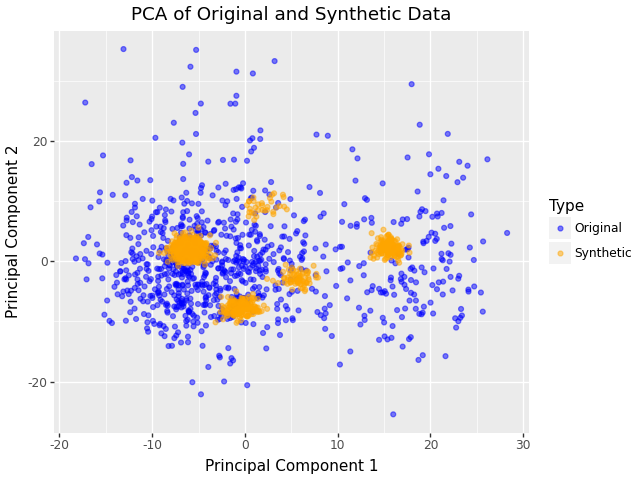 PCA of Original and Synthetic Data
Principal Component 2
20
0
-20
-20
-10
0
10
20
30
Principal Component 1
Type
Original
Synthetic